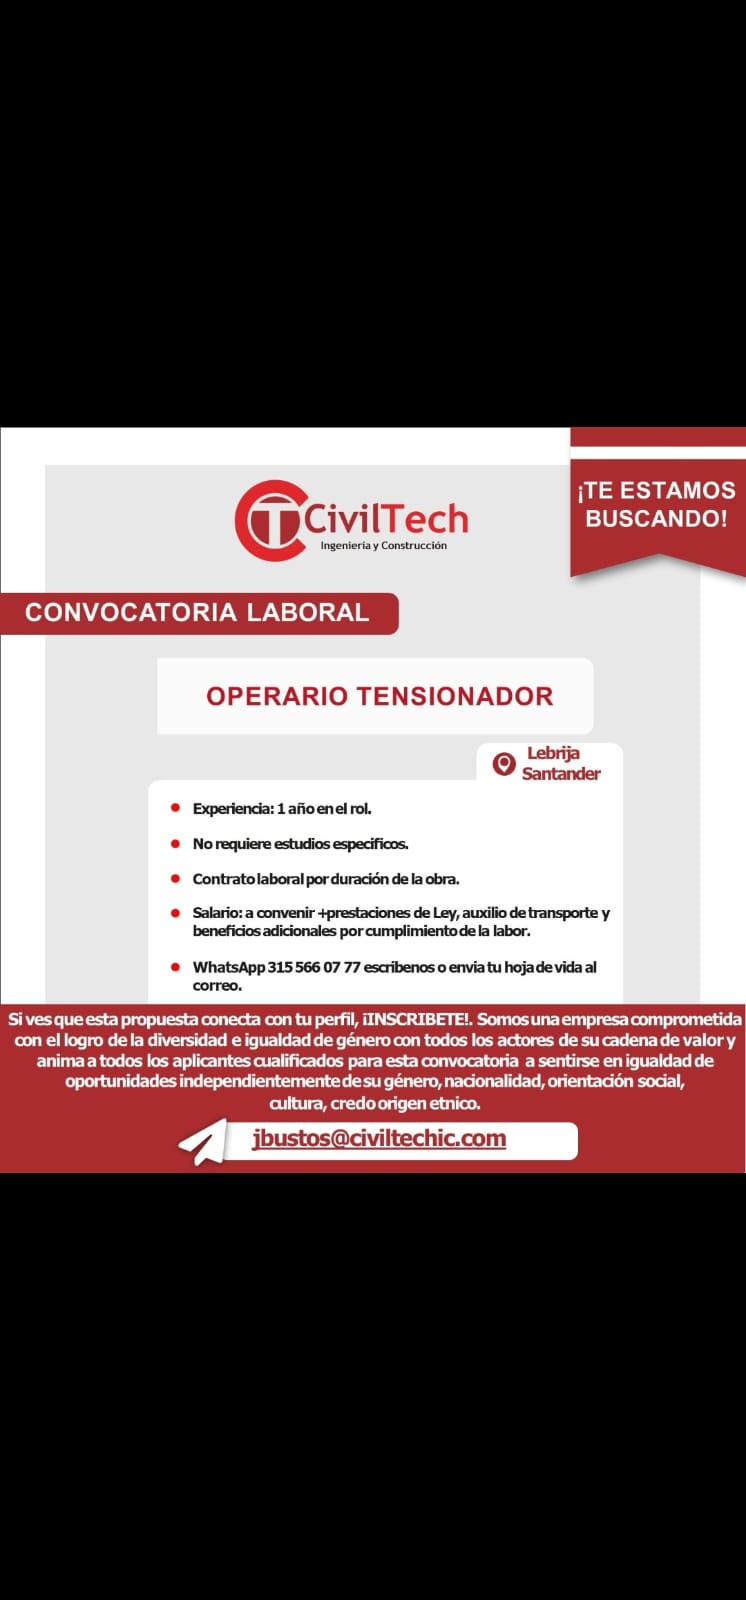 ¡TE ESTAMOS
BUSCANDO!
CT
CivilTech
Ingeniería y Construcción
CONVOCATORIA LABORAL
OPERARIO TENSIONADOR
Lebrija
Santander
Experiencia: 1 año en el rol.
No requiere estudios especificos.
Contrato laboral por duración de la obra.
Salario: a convenir +prestaciones de Ley, auxilio de transporte y
beneficios adicionales por cumplimiento de la labor.
WhatsApp 315 566 07 77 escribenos o envia tu hoja de vida al
correo.
Si ves que esta propuesta conecta con tu perfil, ¡INSCRIBETE!. Somos una empresa comprometida
con el logro de la diversidad e igualdad de género con todos los actores de su cadena de valor y
anima a todos los aplicantes cualificados para esta convocatoria a sentirse en igualdad de
oportunidades independientemente de su género, nacionalidad, orientación social,
cultura, credo origen etnico.
jbustos@civiltechic.com